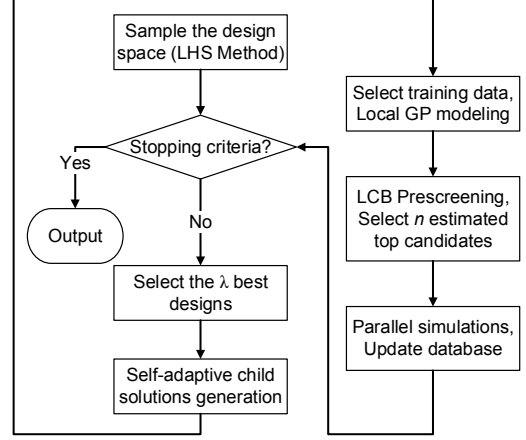 Sample the design
space (LHS Method)
Stopping criteria?
Yes
No
Output
Select the λ best
designs
Self-adaptive child
solutions generation
Select training data,
Local GP modeling
LCB Prescreening,
Select n estimated
top candidates
Parallel simulations,
Update database